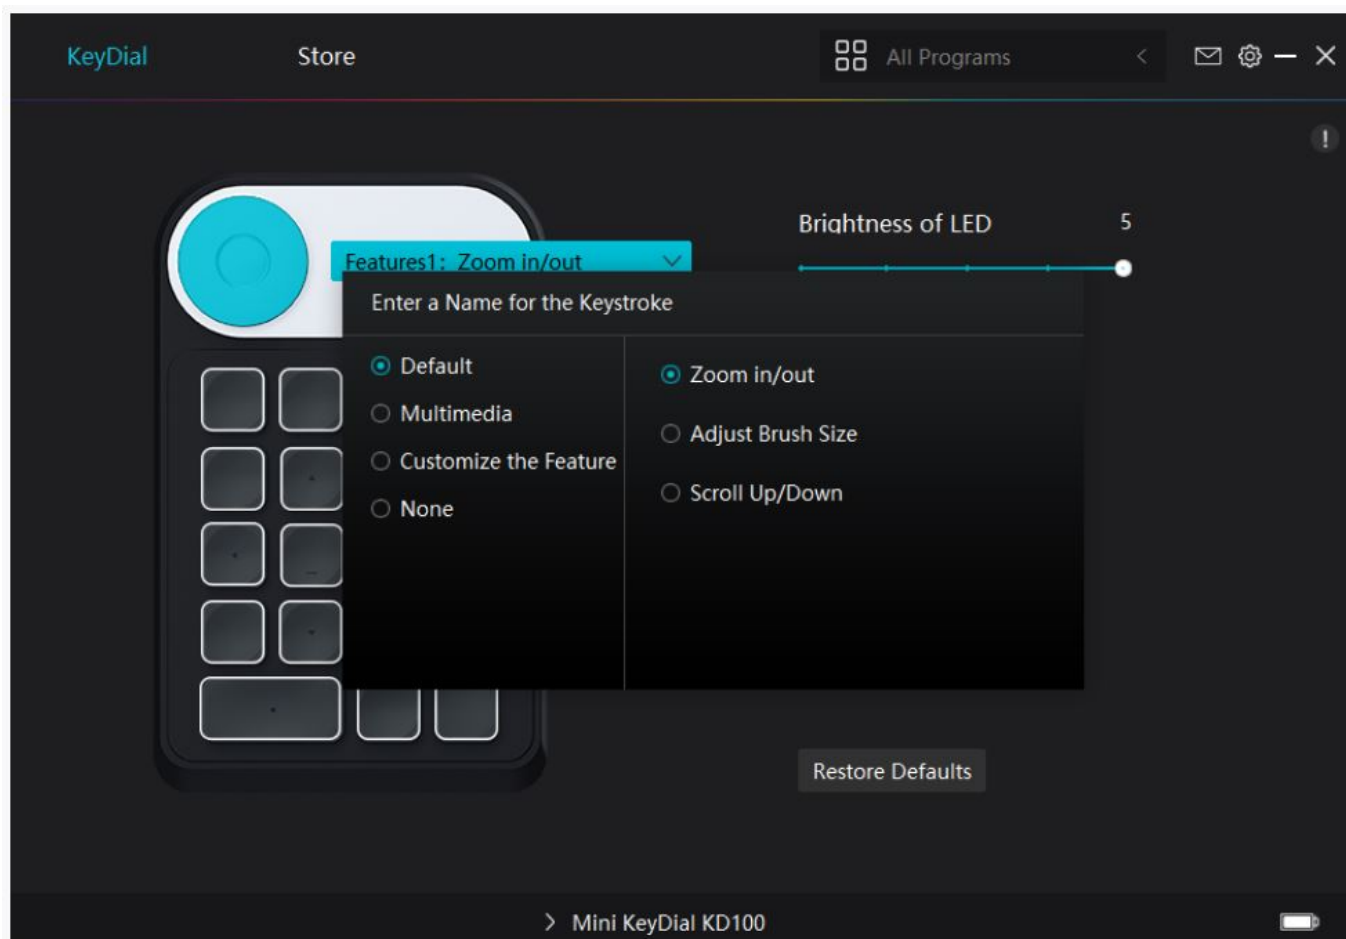 KeyDial
Store
All Programs
Brightness of LED 5
Features1: Zoom in/out
Enter a Name for the Keystroke
Default
Multimedia
Customize the Feature
None
Zoom in/out
Adjust Brush Size
Scroll Up/Down
Restore Defaults
Mini KeyDial KD100